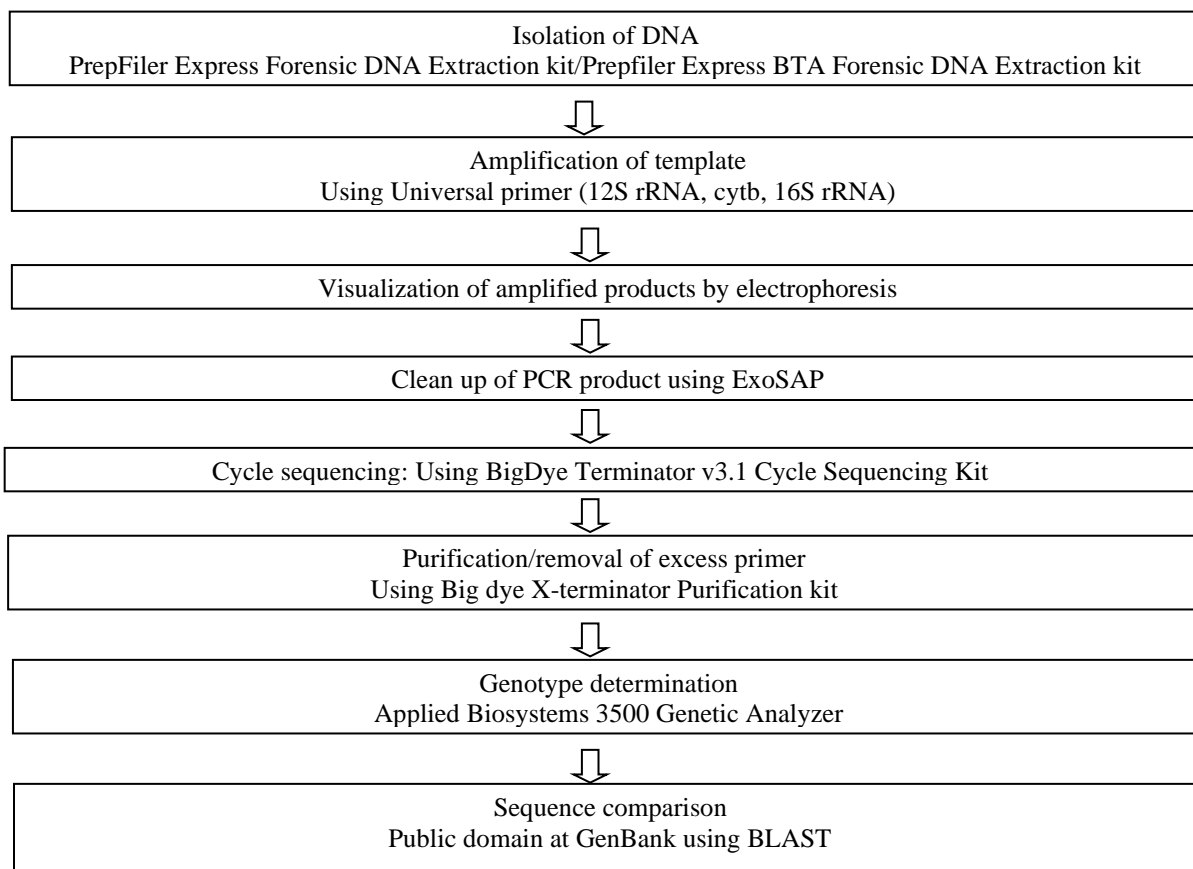 Isolation of DNA
PrepFiler Express Forensic DNA Extraction kit/Prepfiler Express BTA Forensic DNA Extraction kit
Amplification of template
Using Universal primer (12S rRNA, cytb, 16S rRNA)
Visualization of amplified products by electrophoresis
Clean up of PCR product using ExoSAP
Cycle sequencing: Using BigDye Terminator v3.1 Cycle Sequencing Kit
Purification/removal of excess primer
Using Big dye X-terminator Purification kit
Genotype determination
Applied Biosystems 3500 Genetic Analyzer
Sequence comparison
Public domain at GenBank using BLAST